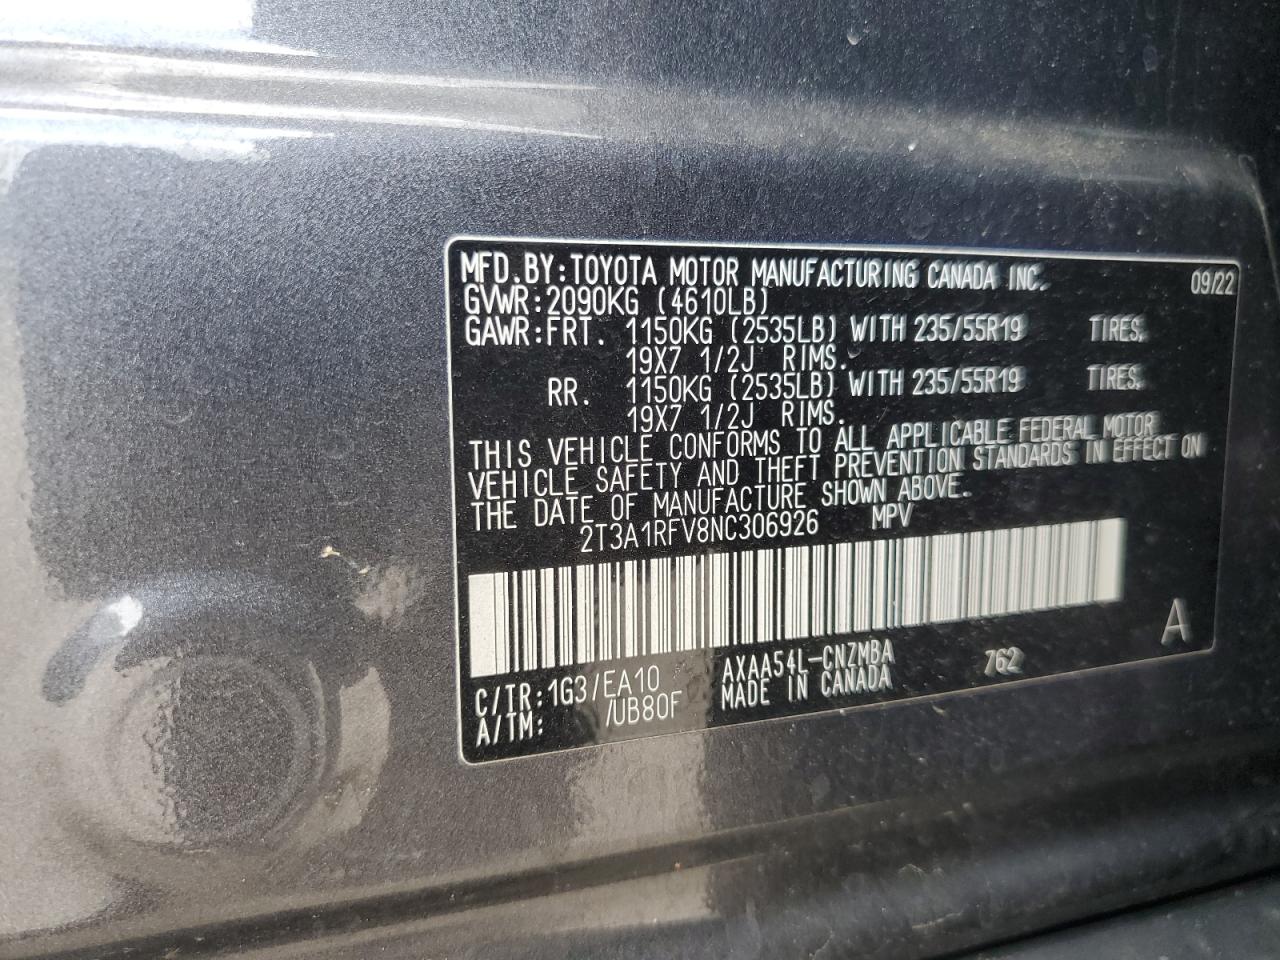 MFD.BY:TOYOTA MOTOR MANUFACTURING CANADA INC. 09/22
GVWR:2090KG (4610LB)
GAWR:FRT. 1150KG (2535LB) WITH 235/55R19 TIRES,
19X7 1/2J RIMS.
RR. 1150KG (2535LB) WITH 235/55R19 TIRES,
19X7 1/2J RIMS.
THIS VEHICLE CONFORMS TO ALL APPLICABLE FEDERAL MOTOR
VEHICLE SAFETY AND THEFT PREVENTION STANDARDS IN EFFECT ON
THE DATE OF MANUFACTURE SHOWN ABOVE.
2T3A1RFV8NC306926 MPV
A
C/TR:1G3/EA10 AXAA54L-CNZMBA 762
A/TM: /UB80F MADE IN CANADA